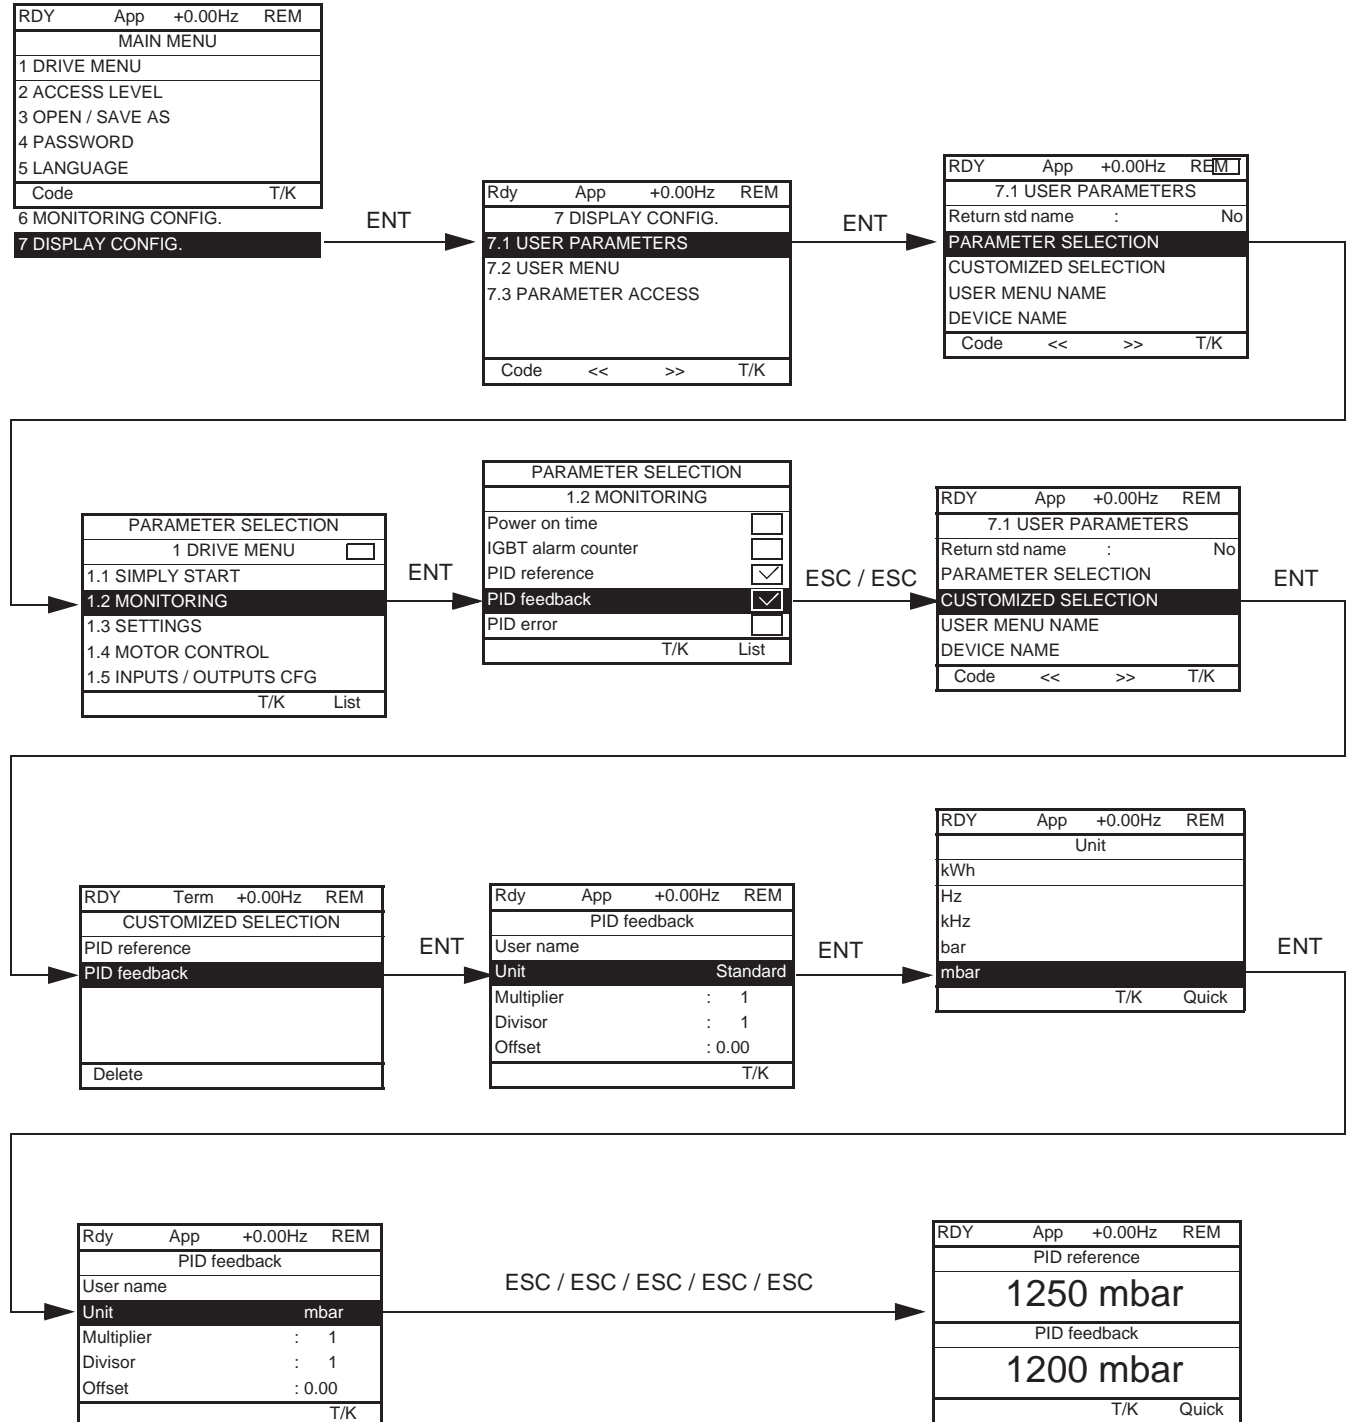 RDY App +0.00Hz REM
MAIN MENU
1 DRIVE MENU
2 ACCESS LEVEL
3 OPEN / SAVE AS
4 PASSWORD
5 LANGUAGE
Code T/K
6 MONITORING CONFIG.
7 DISPLAY CONFIG.
ENT
Rdy App +0.00Hz REM
7 DISPLAY CONFIG.
7.1 USER PARAMETERS
7.2 USER MENU
7.3 PARAMETER ACCESS
Code << >> T/K
ENT
RDY App +0.00Hz REM
7.1 USER PARAMETERS
Return std name : No
PARAMETER SELECTION
CUSTOMIZED SELECTION
USER MENU NAME
DEVICE NAME
Code << >> T/K
PARAMETER SELECTION
1 DRIVE MENU
1.1 SIMPLY START
1.2 MONITORING
1.3 SETTINGS
1.4 MOTOR CONTROL
1.5 INPUTS / OUTPUTS CFG
T/K List
ENT
PARAMETER SELECTION
1.2 MONITORING
Power on time
IGBT alarm counter
PID reference
PID feedback
PID error
T/K List
ESC / ESC
RDY App +0.00Hz REM
7.1 USER PARAMETERS
Return std name : No
PARAMETER SELECTION
CUSTOMIZED SELECTION
USER MENU NAME
DEVICE NAME
Code << >> T/K
ENT
RDY Term +0.00Hz REM
CUSTOMIZED SELECTION
PID reference
PID feedback
Delete
ENT
Rdy App +0.00Hz REM
PID feedback
User name
Unit Standard
Multiplier : 1
Divisor : 1
Offset : 0.00
T/K
ENT
RDY App +0.00Hz REM
Unit
kWh
Hz
kHz
bar
mbar
T/K Quick
ENT
Rdy App +0.00Hz REM
PID feedback
User name
Unit mbar
Multiplier : 1
Divisor : 1
Offset : 0.00
T/K
ESC / ESC / ESC / ESC / ESC
RDY App +0.00Hz REM
PID reference
1250 mbar
PID feedback
1200 mbar
T/K Quick